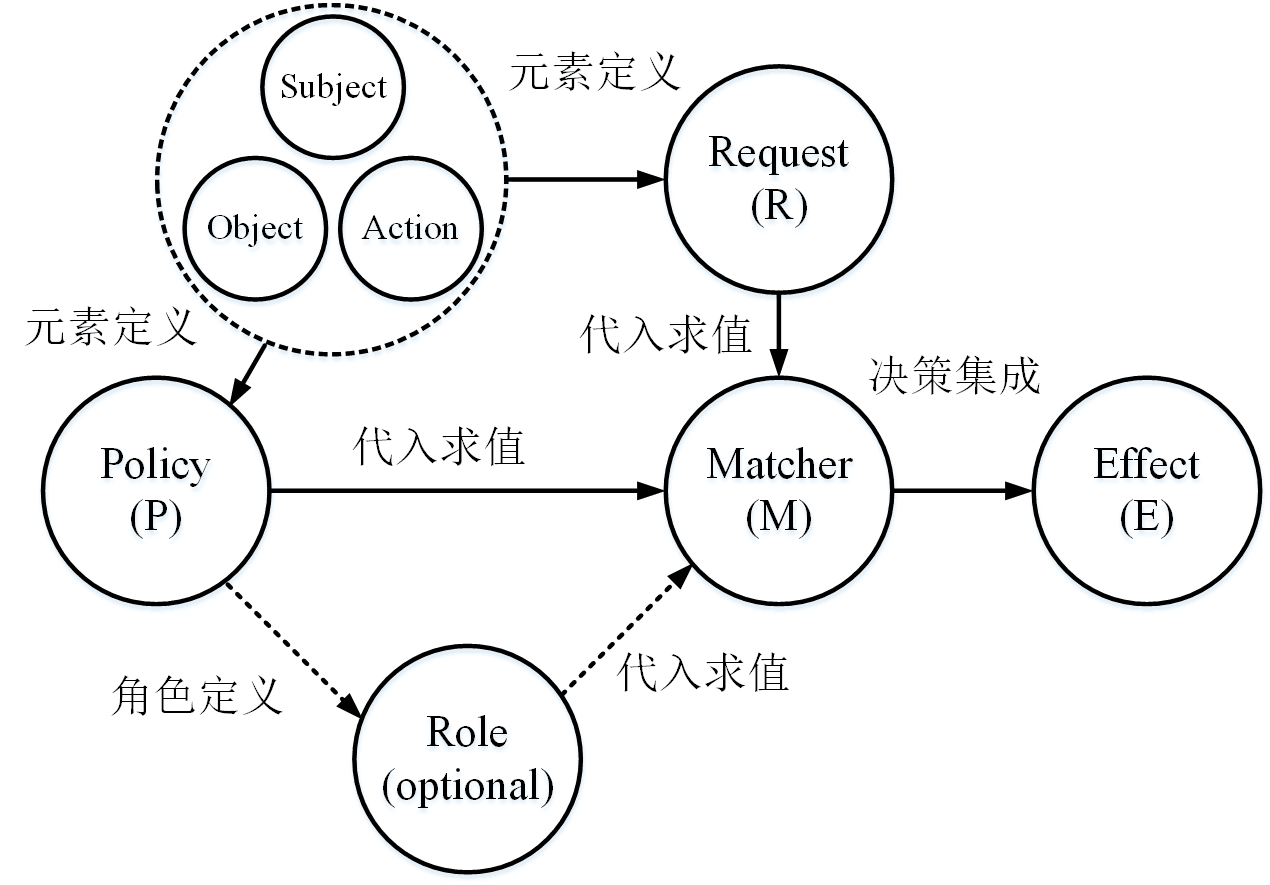 Subject
元素定义
Request
(R)
Object
Action
元素定义
代入求值
决策集成
Policy
(P)
代入求值
Matcher
(M)
Effect
(E)
角色定义
代入求值
Role
(optional)